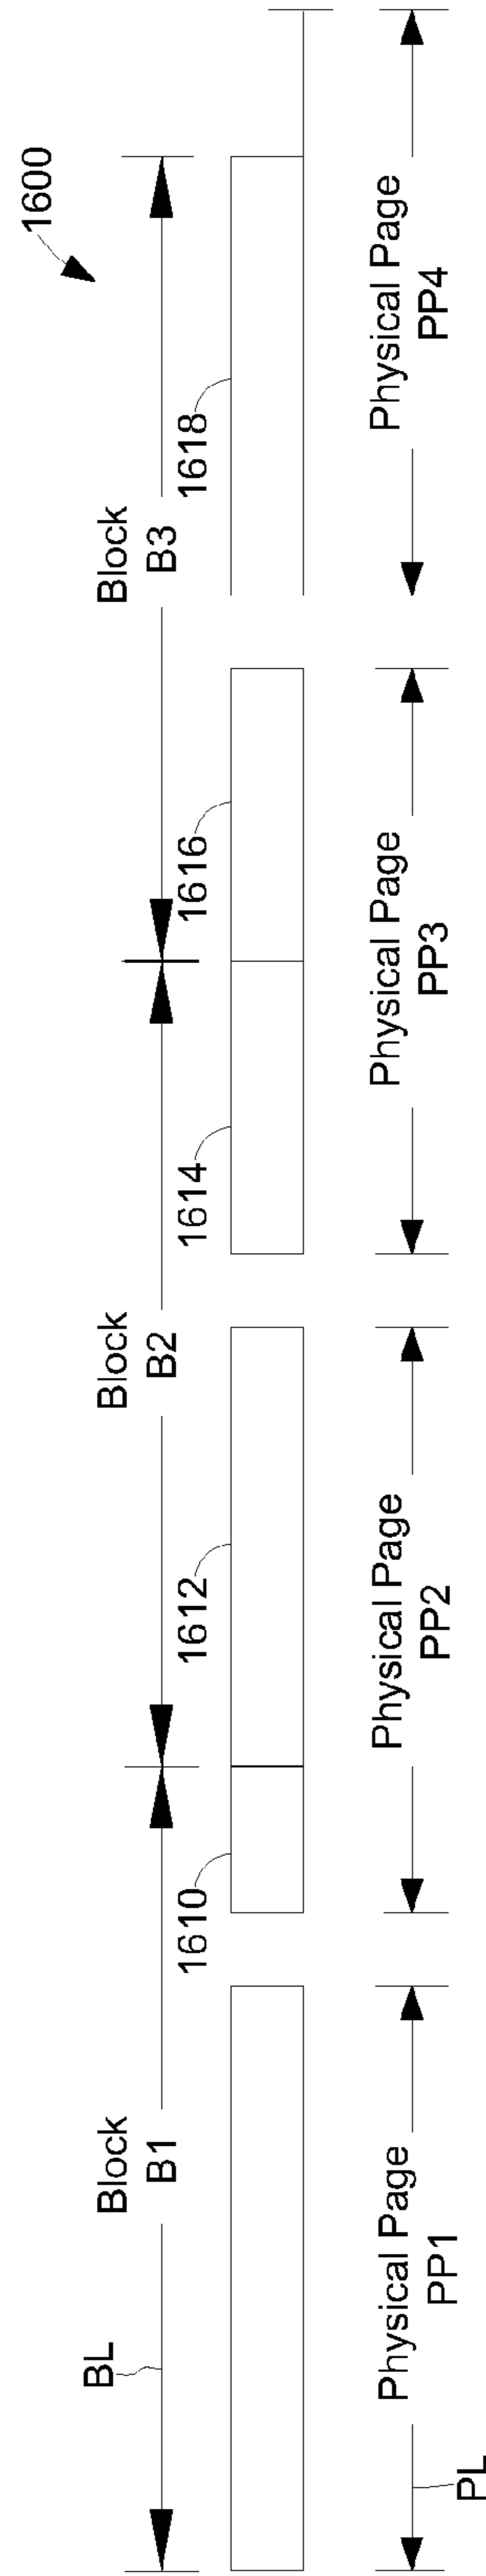 1600
Block
B1
Block
B2
Block
B3
BL
1610
1612
1614
1616
1618
Physical Page
PP1
Physical Page
PP2
Physical Page
PP3
Physical Page
PP4
PL